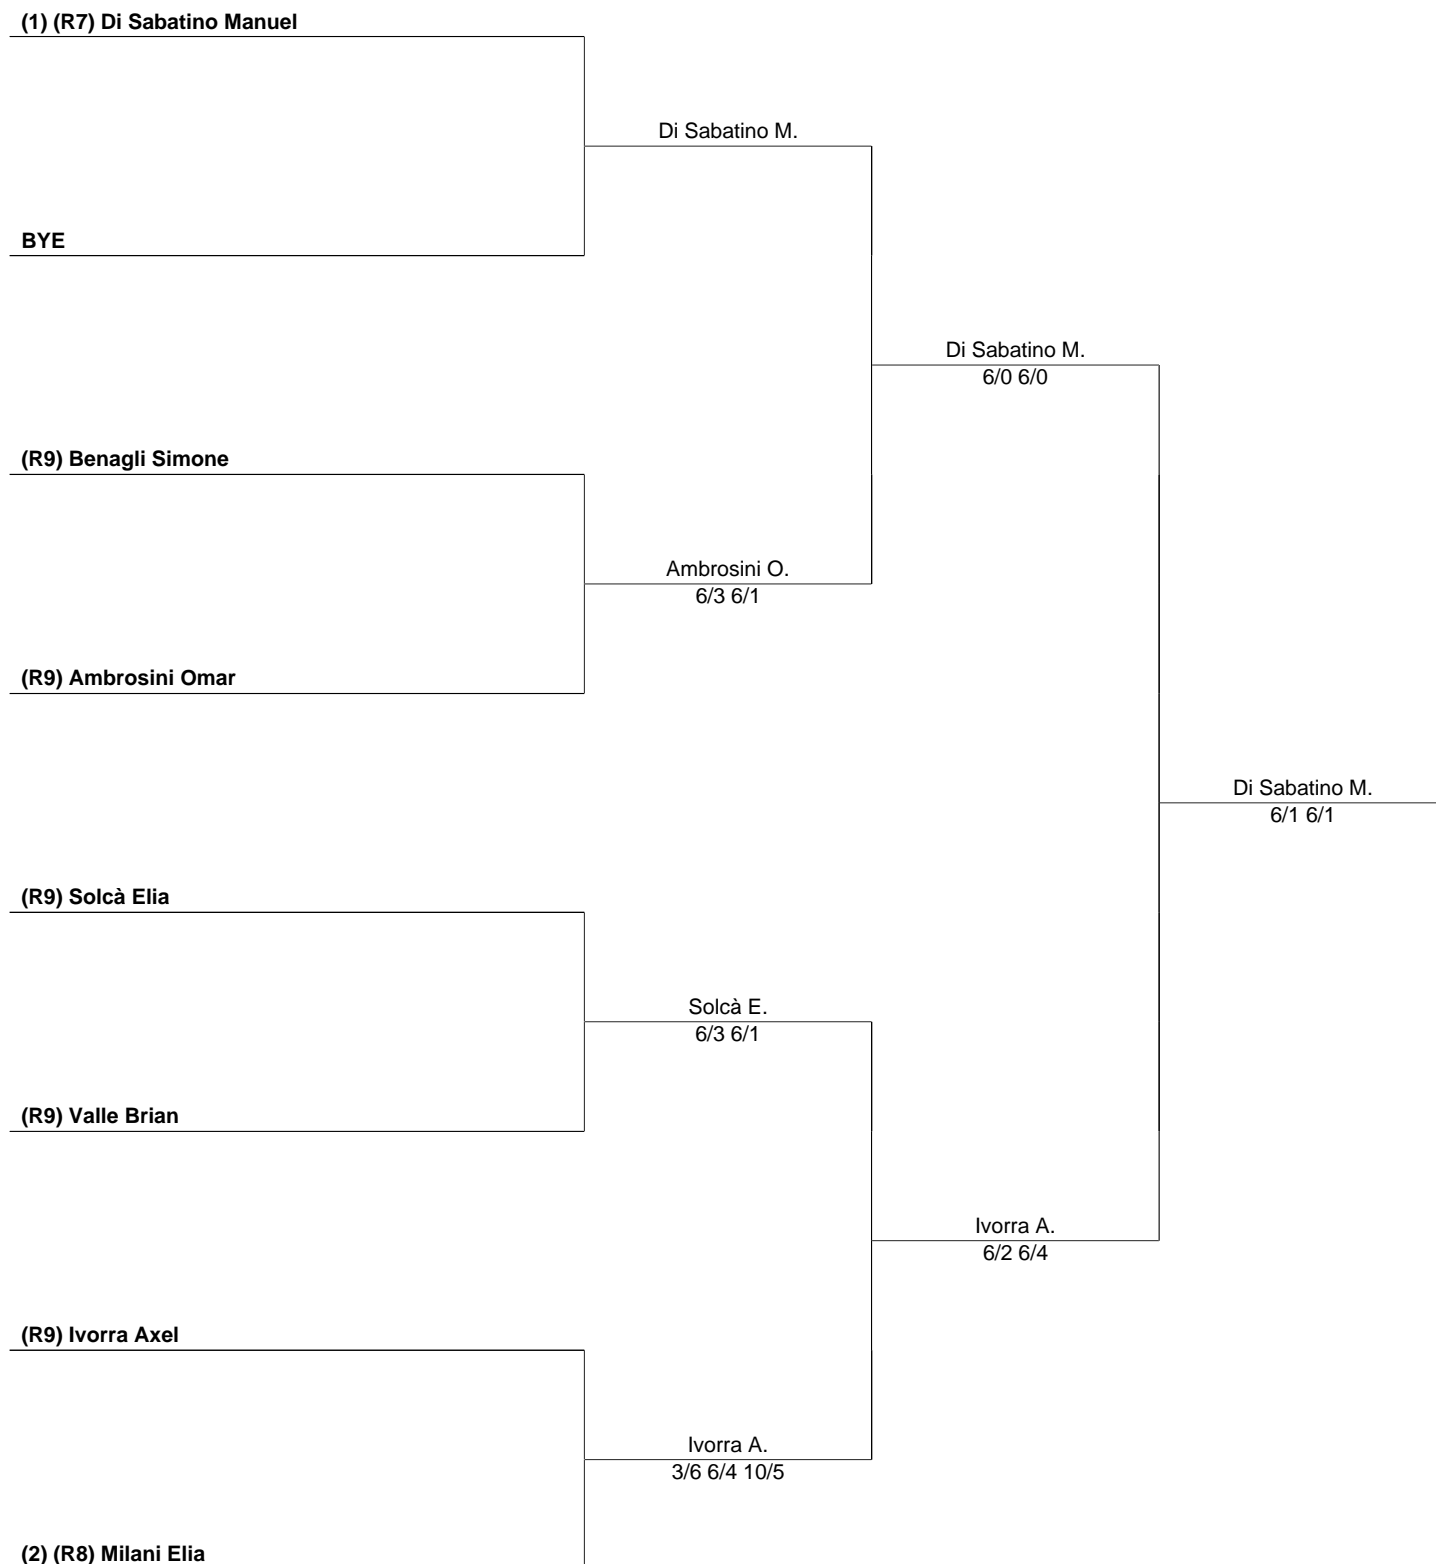 (1) (R7) Di Sabatino Manuel
Di Sabatino M.
BYE
Di Sabatino M.
6/0 6/0
(R9) Benagli Simone
Ambrosini O.
6/3 6/1
(R9) Ambrosini Omar
Di Sabatino M.
6/1 6/1
(R9) Solcà Elia
Solcà E.
6/3 6/1
(R9) Valle Brian
Ivorra A.
6/2 6/4
(R9) Ivorra Axel
Ivorra A.
3/6 6/4 10/5
(2) (R8) Milani Elia